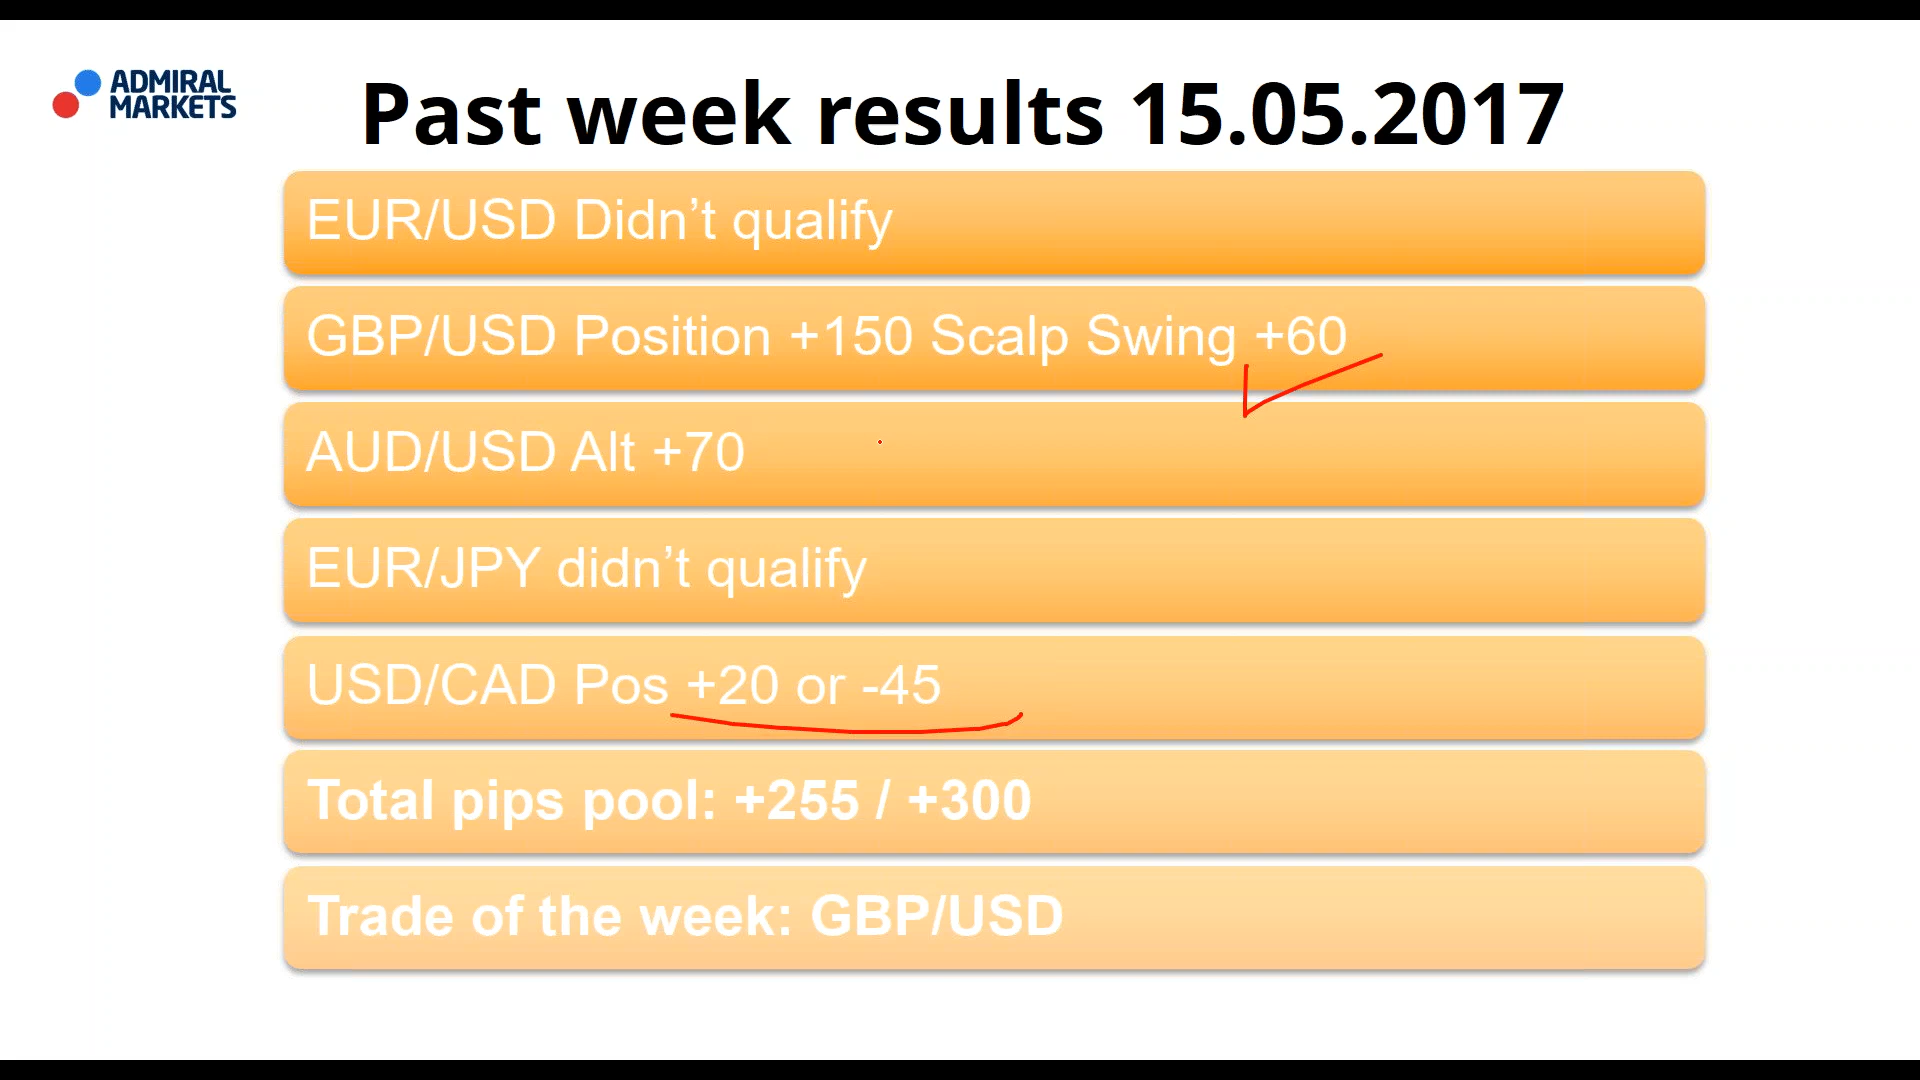 ADMIRAL
MARKETS
Past week results 15.05.2017
EUR/USD Didn’t qualify
GBP/USD Position +150 Scalp Swing +60
AUD/USD Alt +70
EUR/JPY didn’t qualify
USD/CAD Pos +20 or -45
Total pips pool: +255 / +300
Trade of the week: GBP/USD